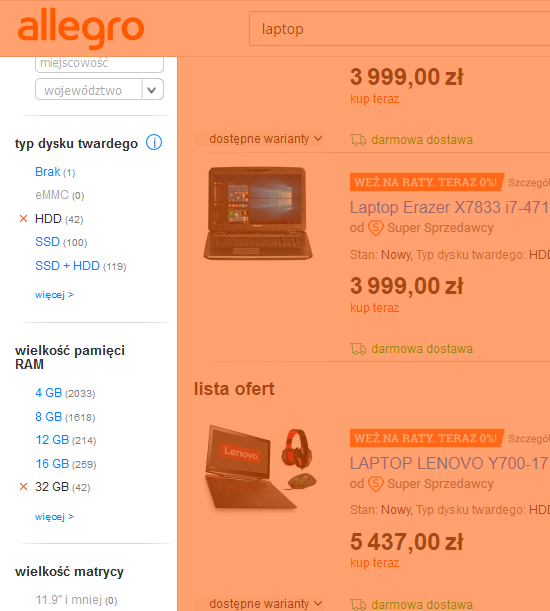 allegro
laptop
miejscowość
województwo
typ dysku twardego
Brak (1)
eMMC (0)
HDD (42)
SSD (100)
SSD + HDD (119)
więcej >
wielkość pamięci
RAM
4 GB (2033)
8 GB (1618)
12 GB (214)
16 GB (259)
32 GB (42)
więcej >
wielkość matrycy
11.9" i mniej (0)
3 999,00 zł
kup teraz
dostępne warianty
darmowa dostawa
WEŹ NA RATY. TERAZ 0%! Szczegól
Laptop Erazer X7833 i7-471
od S Super Sprzedawcy
Stan: Nowy, Typ dysku twardego: HDD
3 999,00 zł
kup teraz
darmowa dostawa
lista ofert
Lenovo
WEŹ NA RATY. TERAZ 0%! Szczegól
LAPTOP LENOVO Y700-17
od S Super Sprzedawcy
Stan: Nowy, Typ dysku twardego: HDD
5 437,00 zł
kup teraz
dostępne warianty
darmowa dostawa